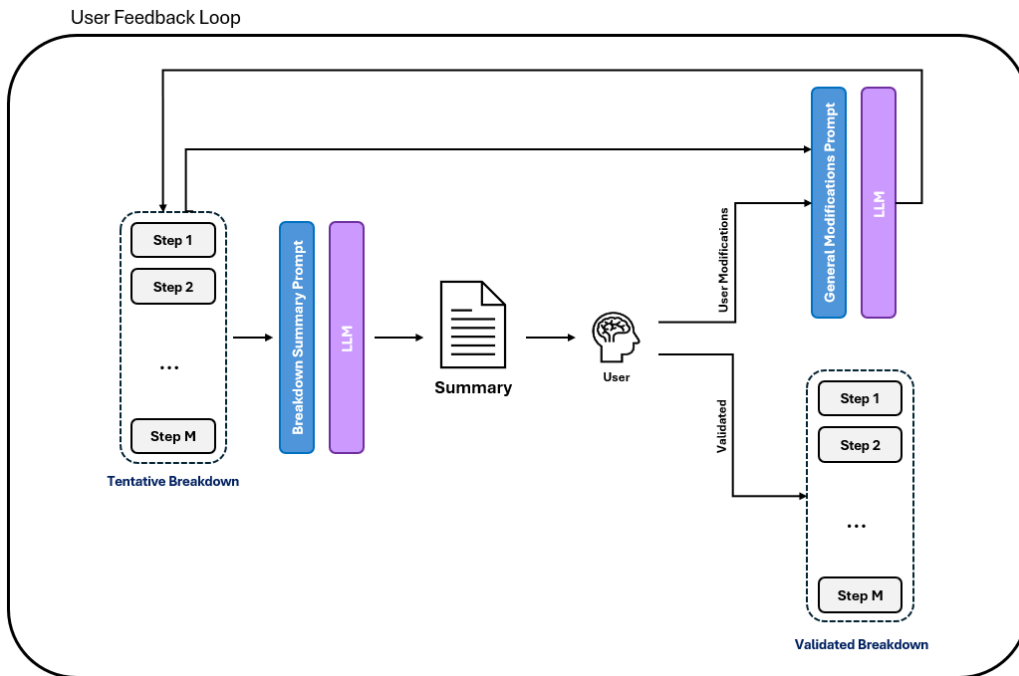 User Feedback Loop
Step 1
Step 2
...
Step M
Tentative Breakdown
Breakdown Summary Prompt
LLM
Summary
User
User Modifications
Validated
General Modifications Prompt
LLM
Step 1
Step 2
...
Step M
Validated Breakdown